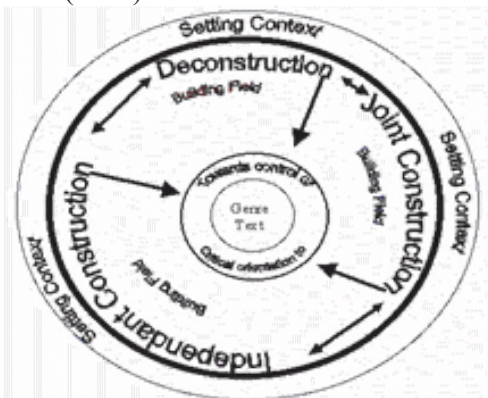 Setting Context
Deconstruction
Building Field
Joint Construction
Building Field
Setting Context
Towards control of
Genre
Text
Critical orientation to
Building Field
Independant Construction
Setting Context